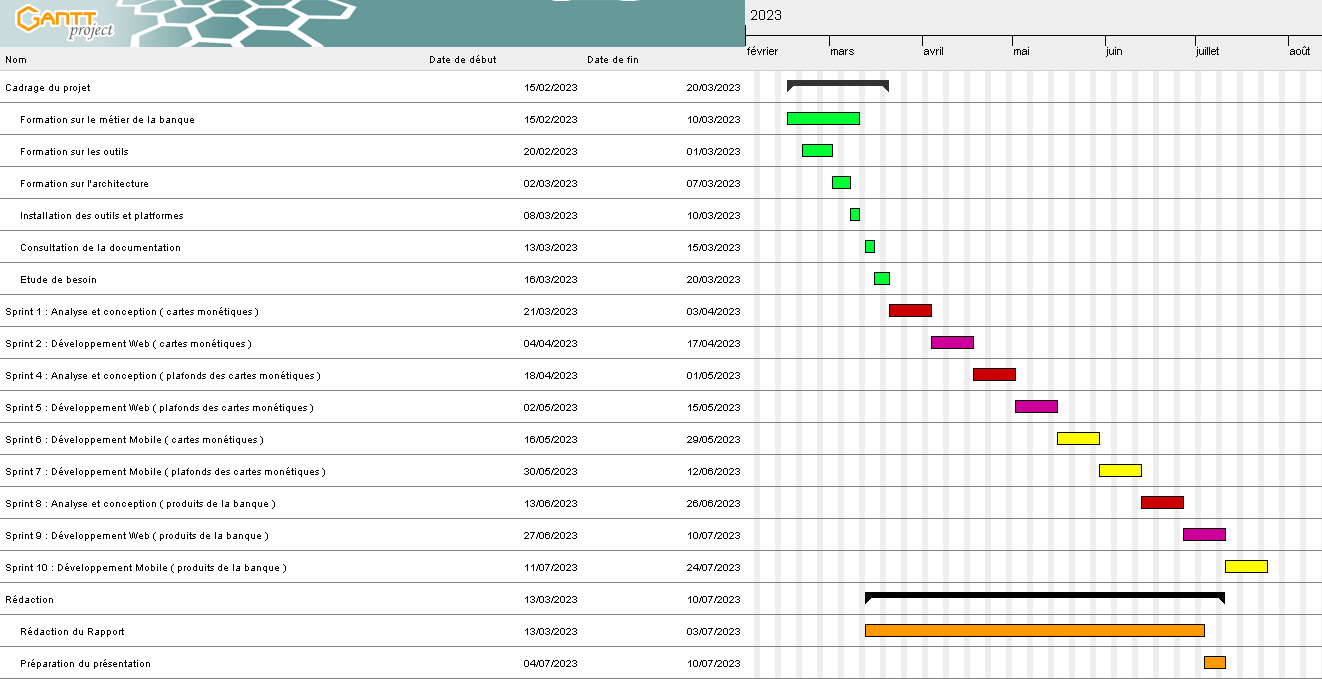 GANTT
project
2023
février mars avril mai juin juillet août
Nom Date de début Date de fin
Cadrage du projet 15/02/2023 20/03/2023
Formation sur le métier de la banque 15/02/2023 10/03/2023
Formation sur les outils 20/02/2023 01/03/2023
Formation sur l'architecture 02/03/2023 07/03/2023
Installation des outils et platformes 08/03/2023 10/03/2023
Consultation de la documentation 13/03/2023 15/03/2023
Etude de besoin 16/03/2023 20/03/2023
Sprint 1 : Analyse et conception ( cartes monétiques ) 21/03/2023 03/04/2023
Sprint 2 : Développement Web ( cartes monétiques ) 04/04/2023 17/04/2023
Sprint 4 : Analyse et conception ( plafonds des cartes monétiques ) 18/04/2023 01/05/2023
Sprint 5 : Développement Web ( plafonds des cartes monétiques ) 02/05/2023 15/05/2023
Sprint 6 : Développement Mobile ( cartes monétiques ) 16/05/2023 29/05/2023
Sprint 7 : Développement Mobile ( plafonds des cartes monétiques ) 30/05/2023 12/06/2023
Sprint 8 : Analyse et conception ( produits de la banque ) 13/06/2023 26/06/2023
Sprint 9 : Développement Web ( produits de la banque ) 27/06/2023 10/07/2023
Sprint 10 : Développement Mobile ( produits de la banque ) 11/07/2023 24/07/2023
Rédaction 13/03/2023 10/07/2023
Rédaction du Rapport 13/03/2023 03/07/2023
Préparation du présentation 04/07/2023 10/07/2023